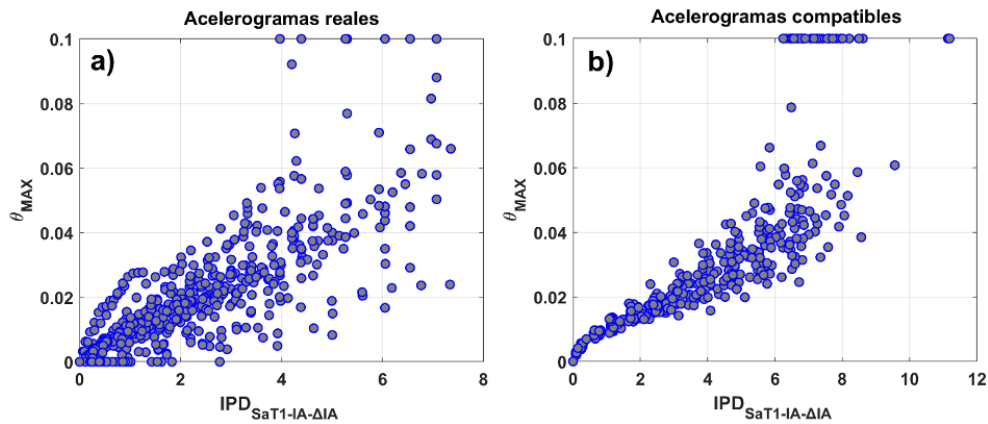 Acelerogramas reales
a)
0.1
0.08
0.06
0.04
0.02
0
0 2 4 6 8
θMAX
IPDSaT1-IA-ΔIA
Acelerogramas compatibles
b)
0.1
0.08
0.06
0.04
0.02
0
0 2 4 6 8 10 12
θMAX
IPDSaT1-IA-ΔIA